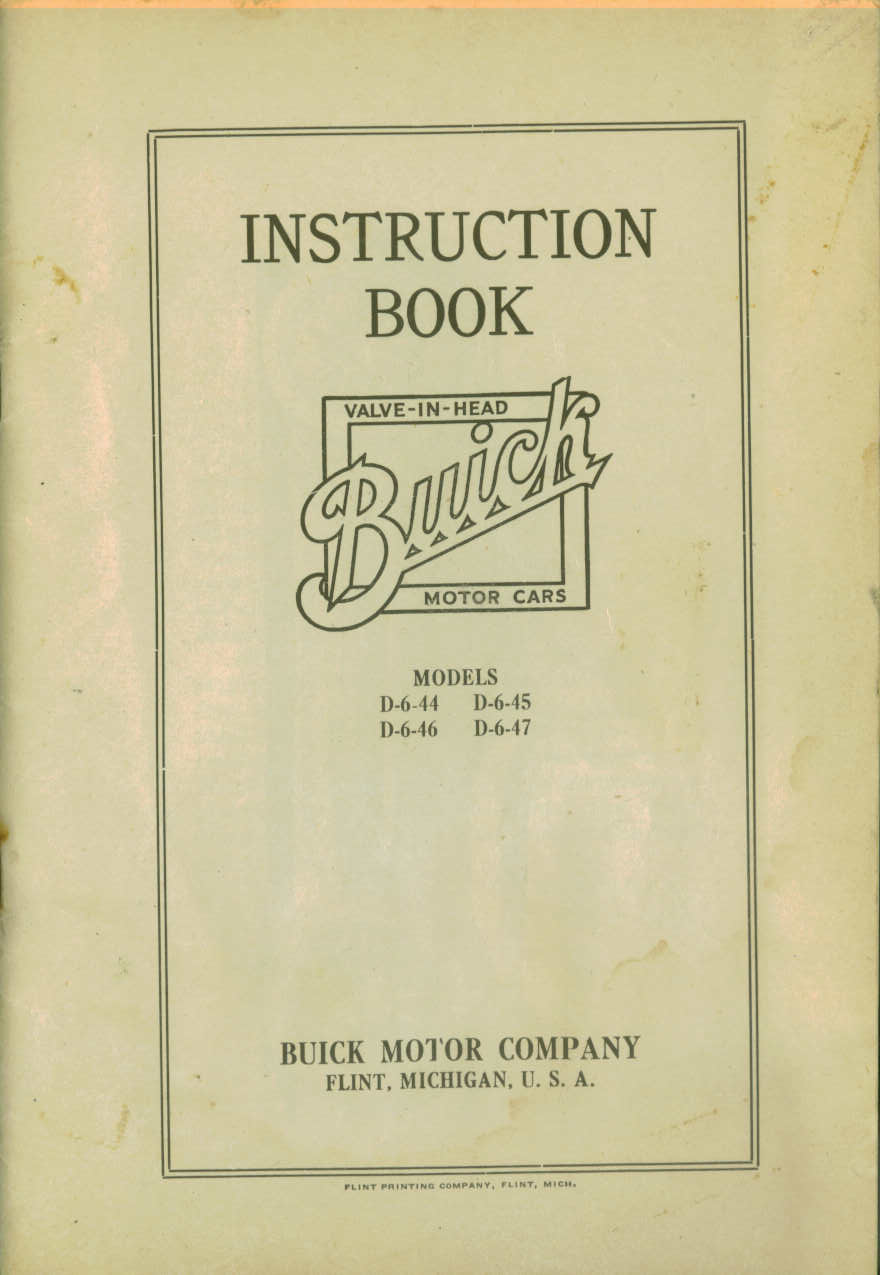 INSTRUCTION
BOOK
VALVE-IN-HEAD
Buick
MOTOR CARS
MODELS
D-6-44 D-6-45
D-6-46 D-6-47
BUICK MOTOR COMPANY
FLINT, MICHIGAN, U. S. A.
FLINT PRINTING COMPANY, FLINT, MICH.